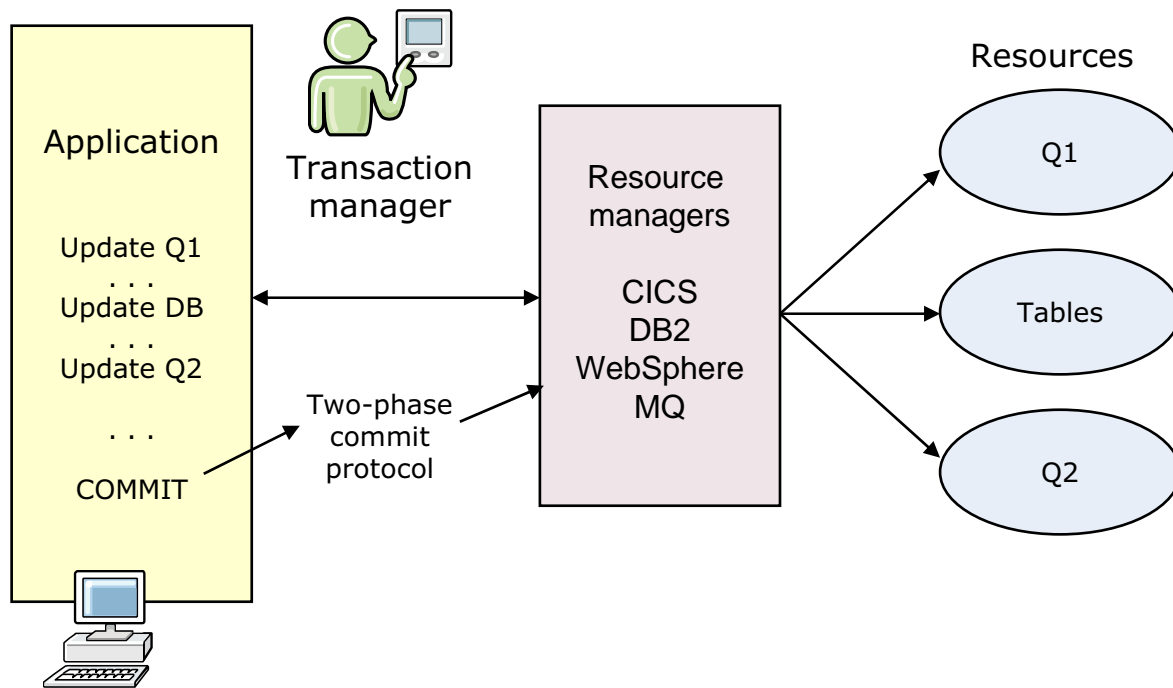 Application
Update Q1
. . .
Update DB
. . .
Update Q2
. . .
COMMIT
Transaction
manager
Two-phase
commit
protocol
Resource
managers
CICS
DB2
WebSphere
MQ
Resources
Q1
Tables
Q2